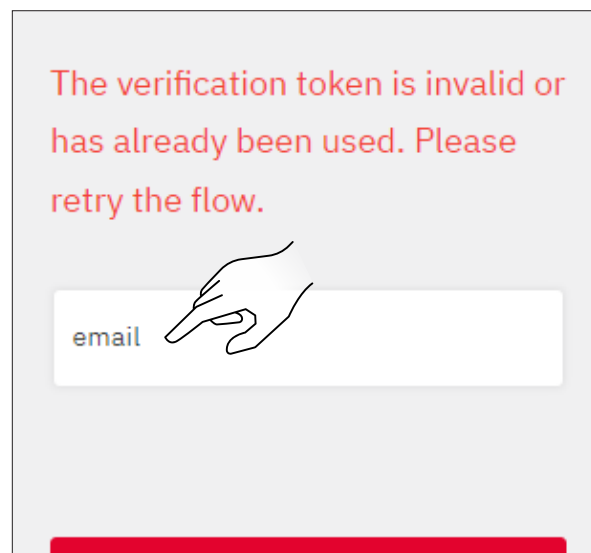 The verification token is invalid or
has already been used. Please
retry the flow.
email